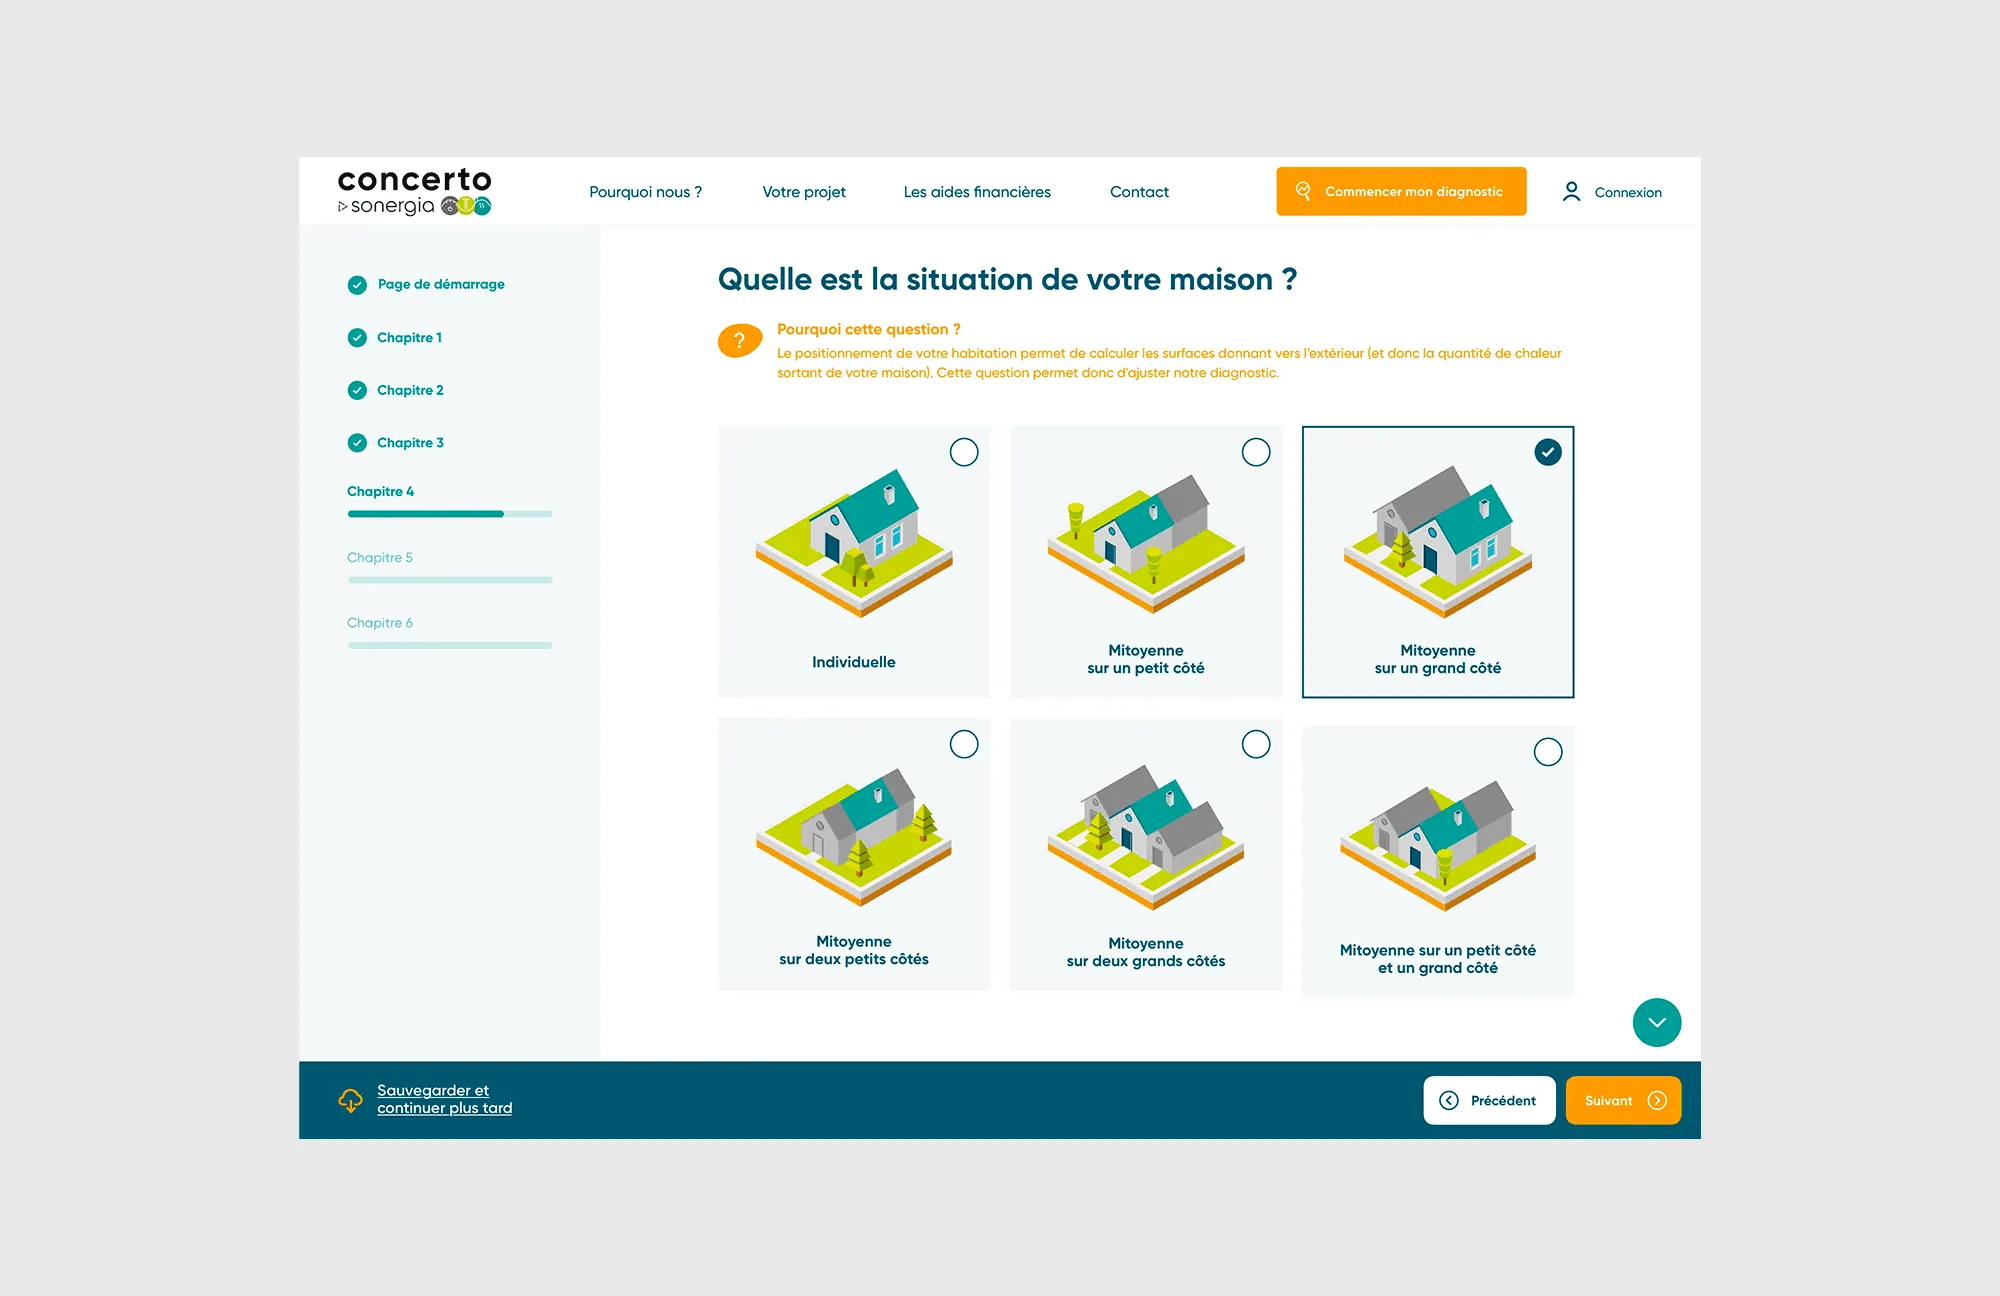 concerto
sonergia
Pourquoi nous ?
Votre projet
Les aides financières
Contact
Commencer mon diagnostic
Connexion
Page de démarrage
Chapitre 1
Chapitre 2
Chapitre 3
Chapitre 4
Chapitre 5
Chapitre 6
Quelle est la situation de votre maison ?
?
Pourquoi cette question ?
Le positionnement de votre habitation permet de calculer les surfaces donnant vers l'extérieur (et donc la quantité de chaleur
sortant de votre maison). Cette question permet donc d'ajuster notre diagnostic.
Individuelle
Mitoyenne
sur un petit côté
Mitoyenne
sur un grand côté
Mitoyenne
sur deux petits côtés
Mitoyenne
sur deux grands côtés
Mitoyenne sur un petit côté
et un grand côté
Sauvegarder et
continuer plus tard
Précédent
Suivant